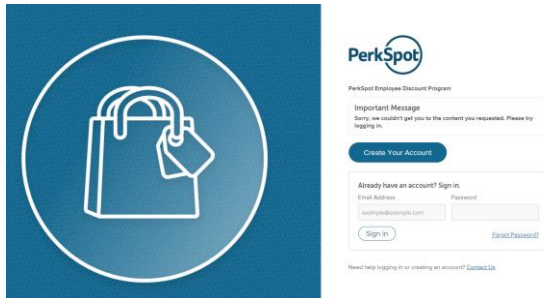 PerkSpot
PerkSpot Employee Discount Program
Important Message
Sorry, we couldn't get you to the content you requested. Please try
logging in.
Create Your Account
Already have an account? Sign in.
Email Address Password
example@example.com
Sign in Forgot Password?
Need help logging in or creating an account? Contact Us